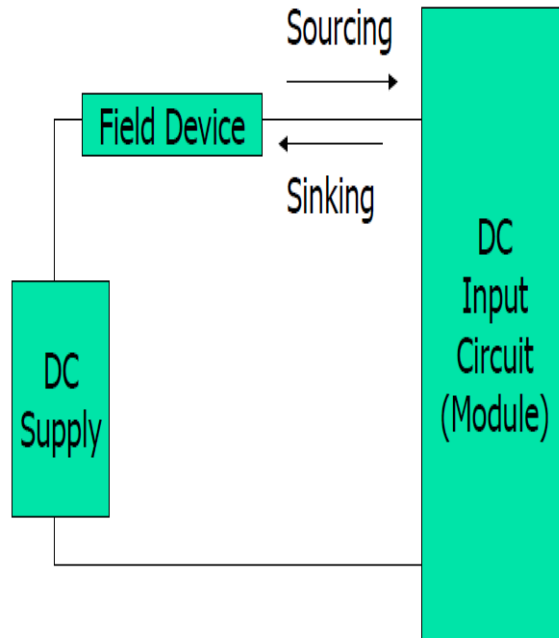 Sourcing
Field Device
Sinking
DC
Supply
DC
Input
Circuit
(Module)